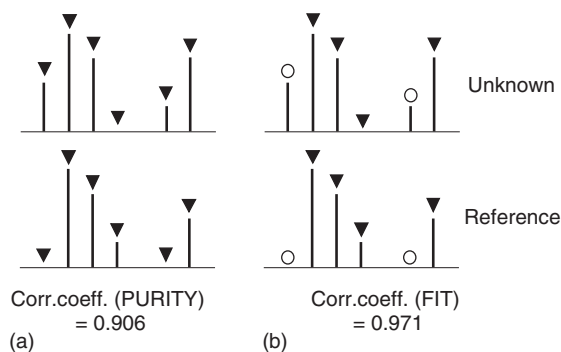 Unknown
Reference
Corr.coeff. (PURITY)
= 0.906
(a)
Corr.coeff. (FIT)
= 0.971
(b)